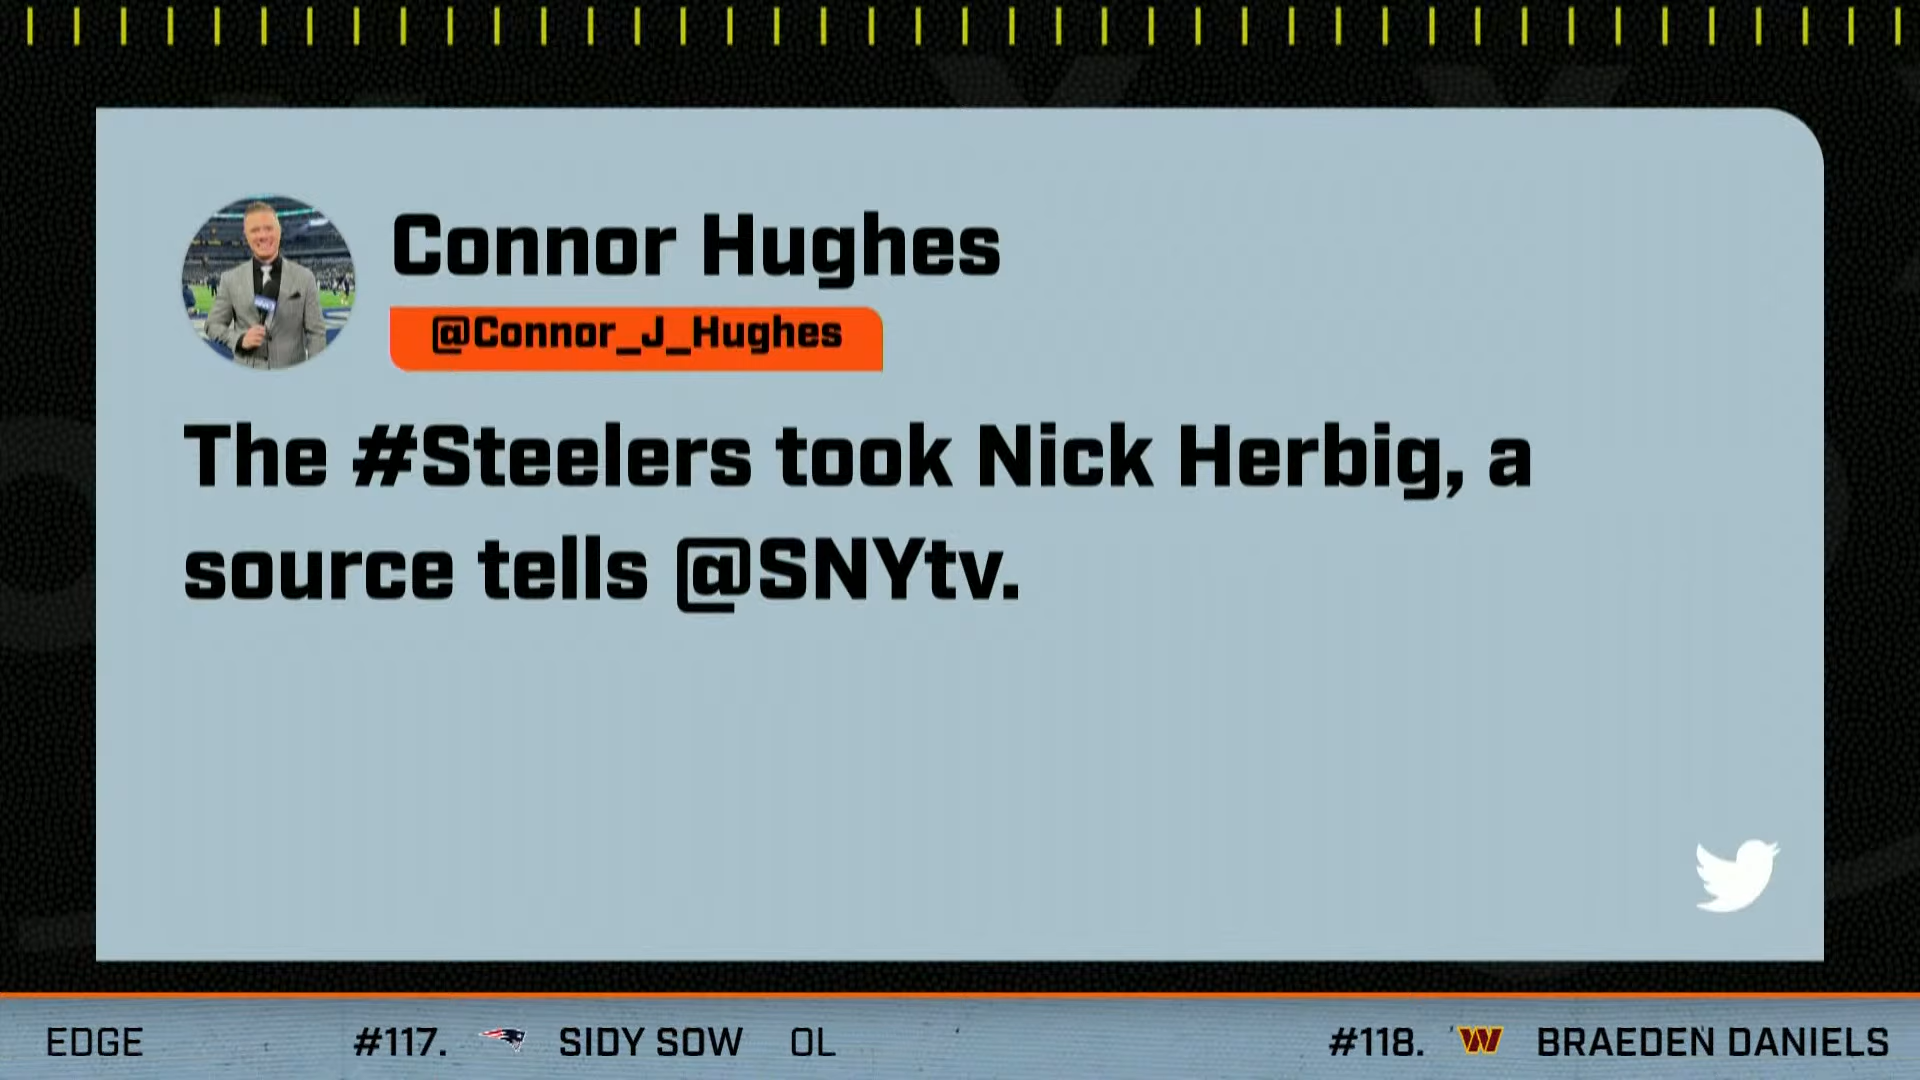 Connor Hughes
@Connor_J_Hughes
The #Steelers took Nick Herbig, a
source tells @SNYtv.
EDGE #117. SIDY SOW OL #118. BRAEDEN DANIELS